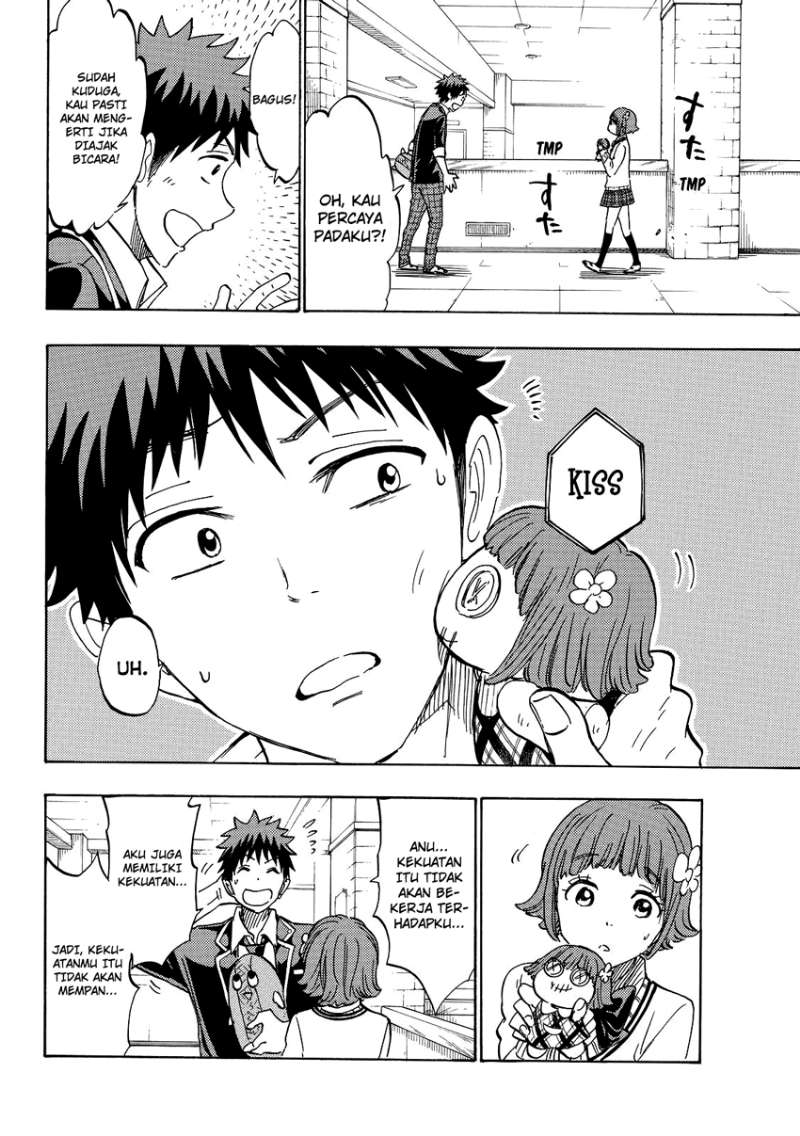 すた
TMP
TMP
すた
OH, KAU
PERCAYA
PADAKU?!
BAGUS!
SUDAH
KUDUGA,
KAU PASTI
AKAN MENG-
ERTI JIKA
DIAJAK
BICARA!
KISS
UH.
ANU...
KEKUATAN
ITU TIDAK
AKAN BE-
KERJA TER-
HADAPKU...
AKU JUGA
MEMILIKI
KEKUATAN...
JADI, KEKU-
ATANMU ITU
TIDAK AKAN
MEMPAN...